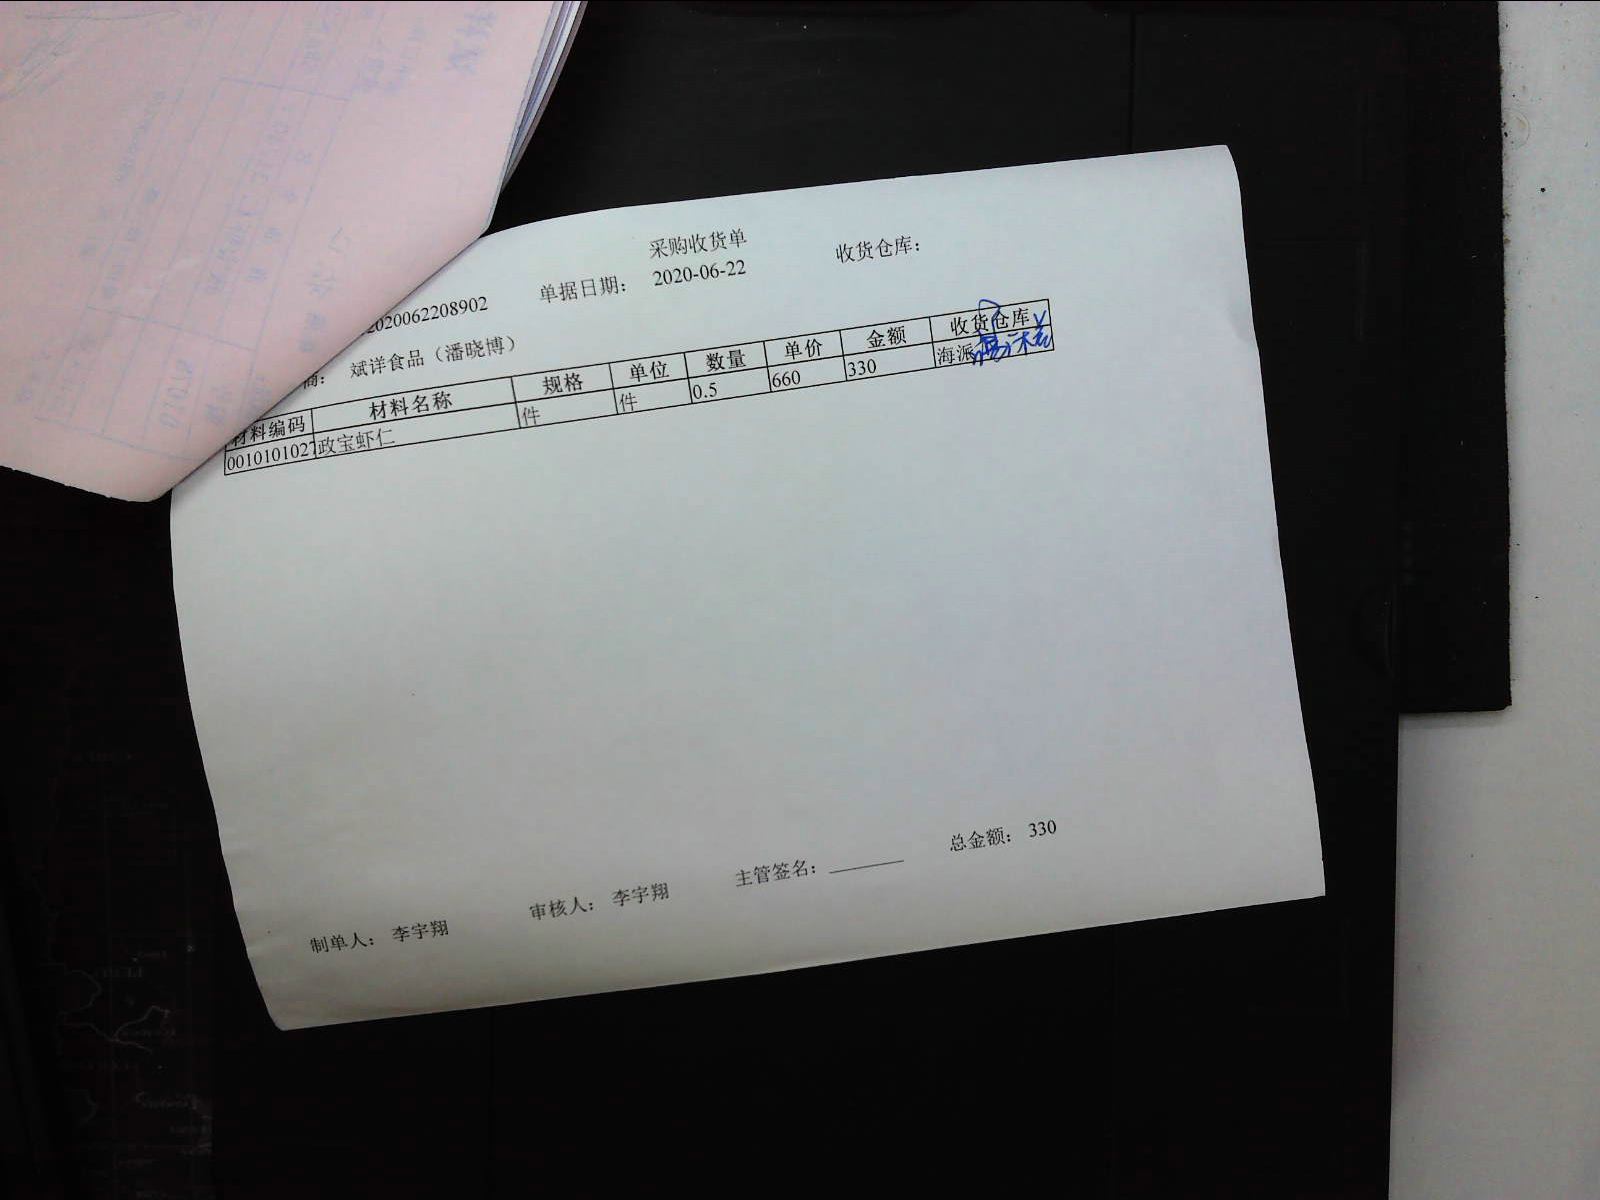 采购收货单
2020062208902 单据日期： 2020-06-22 收货仓库：
商： 斌洋食品（潘晓博）
材料编码 材料名称 规格 单位 数量 单价 金额 收货仓库
0010101027 政宝虾仁 件 件 0.5 660 330 海派
制单人： 李宇翔 审核人： 李宇翔 主管签名： 总金额： 330